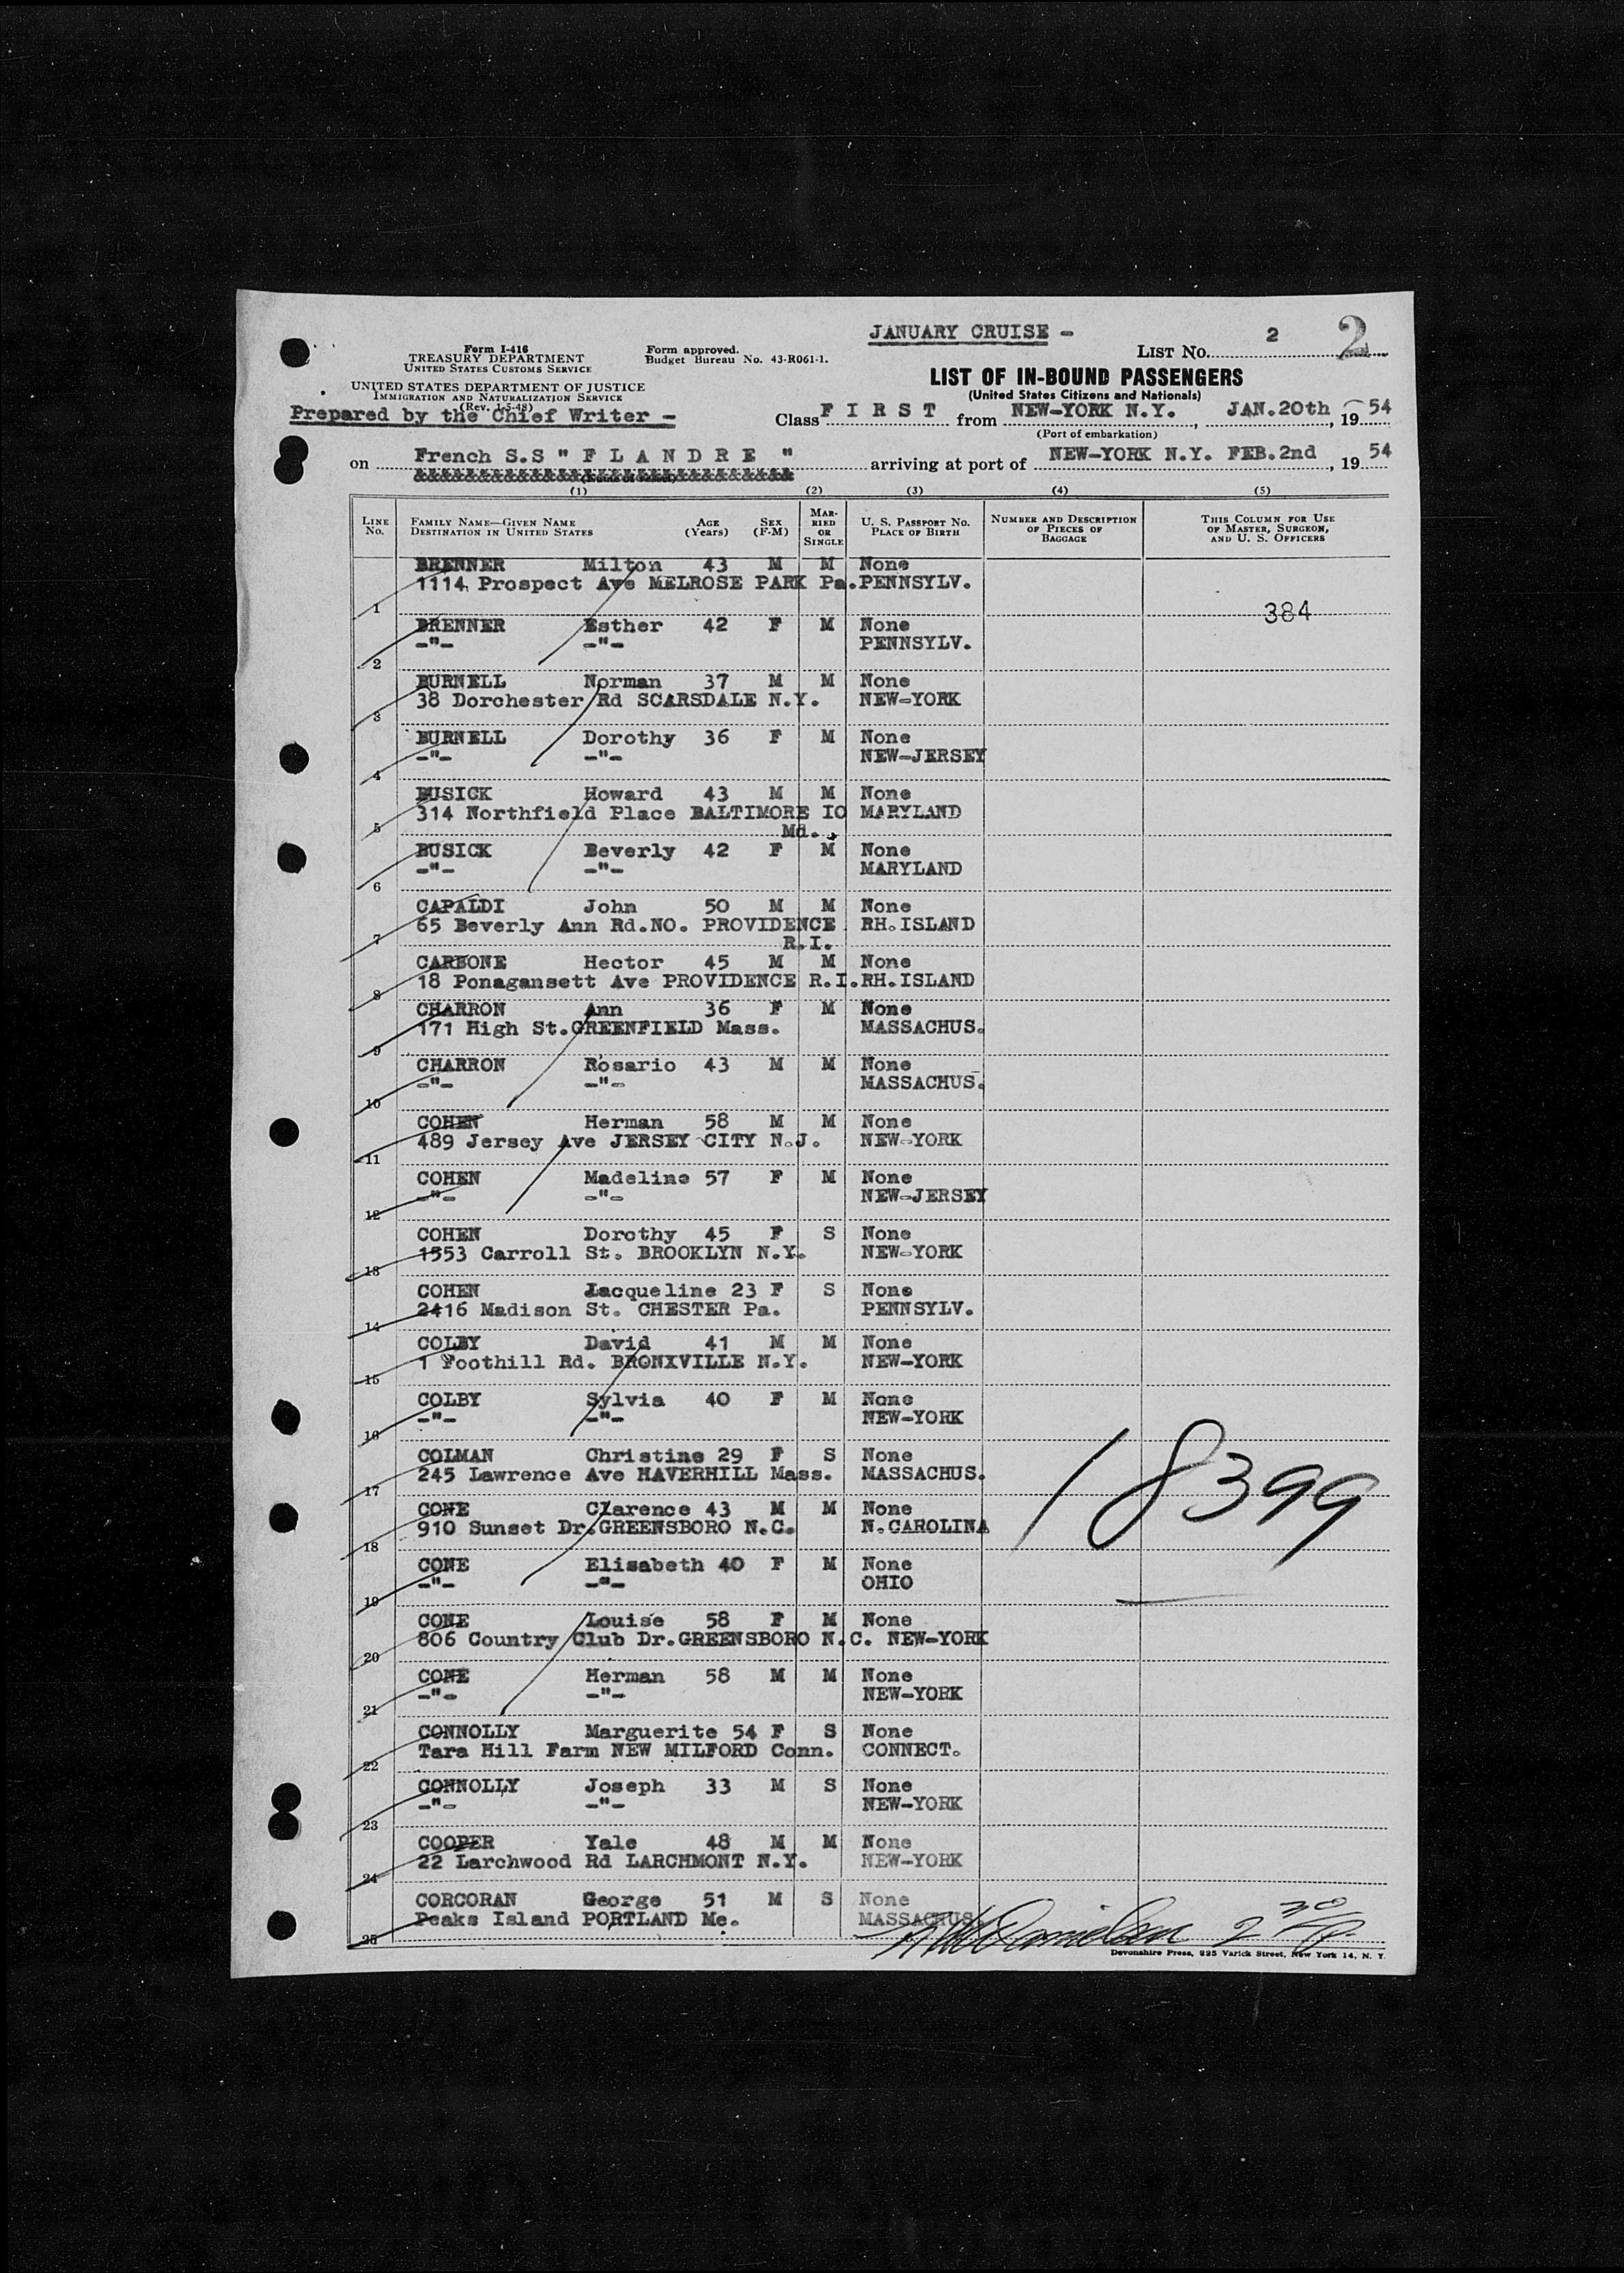 JANUARY CRUISE -
LIST No. 2 2
Form I-416
TREASURY DEPARTMENT
UNITED STATES CUSTOMS SERVICE
Form approved.
Budget Bureau No. 43-R061-1.
UNITED STATES DEPARTMENT OF JUSTICE
IMMIGRATION AND NATURALIZATION SERVICE
(Rev. 1-5-48)
Prepared by the Chief Writer -
LIST OF IN-BOUND PASSENGERS
(United States Citizens and Nationals)
Class F I R S T from NEW-YORK N.Y. , JAN.20th , 19 54
(Port of embarkation)
on French S.S " F L A N D R E " arriving at port of NEW-YORK N.Y. FEB.2nd , 19 54
(1) (2) (3) (4) (5)
LINE No. FAMILY NAME—GIVEN NAME DESTINATION IN UNITED STATES AGE (Years) SEX (F-M) MARRIED OR SINGLE U. S. PASSPORT No. PLACE OF BIRTH NUMBER AND DESCRIPTION OF PIECES OF BAGGAGE THIS COLUMN FOR USE OF MASTER, SURGEON, AND U. S. OFFICERS
BRENNER Milton 43 M M None
1114 Prospect Ave MELROSE PARK Pa. PENNSYLV.
1 384
BRENNER Esther 42 F M None
-"- -"- PENNSYLV.
2
BURNELL Norman 37 M M None
38 Dorchester Rd SCARSDALE N.Y. NEW-YORK
3
BURNELL Dorothy 36 F M None
-"- -"- NEW-JERSEY
4
BUSICK Howard 43 M M None
314 Northfield Place BALTIMORE IO MARYLAND
5 Md.
BUSICK Beverly 42 F M None
-"- -"- MARYLAND
6
CAPALDI John 50 M M None
65 Beverly Ann Rd.NO. PROVIDENCE RH.ISLAND
7 R.I.
CARBONE Hector 45 M M None
18 Ponagansett Ave PROVIDENCE R.I. RH.ISLAND
8
CHARRON Ann 36 F M None
171 High St.GREENFIELD Mass. MASSACHUS.
9
CHARRON Rosario 43 M M None
-"- -"- MASSACHUS.
10
COHEN Herman 58 M M None
489 Jersey Ave JERSEY CITY N.J. NEW-YORK
11
COHEN Madeline 57 F M None
-"- -"- NEW-JERSEY
12
COHEN Dorothy 45 F S None
1553 Carroll St. BROOKLYN N.Y. NEW-YORK
13
COHEN Jacqueline 23 F S None
2416 Madison St. CHESTER Pa. PENNSYLV.
14
COLBY David 41 M M None
1 Foothill Rd. BRONXVILLE N.Y. NEW-YORK
15
COLBY Sylvia 40 F M None
-"- -"- NEW-YORK
16
COLMAN Christine 29 F S None
245 Lawrence Ave HAVERHILL Mass. MASSACHUS.
17
18399
CONE Clarence 43 M M None
910 Sunset Dr.GREENSBORO N.C. N.CAROLINA
18
CONE Elisabeth 40 F M None
-"- -"- OHIO
19
CONE Louise 58 F M None
806 Country Club Dr.GREENSBORO N.C. NEW-YORK
20
CONE Herman 58 M M None
-"- -"- NEW-YORK
21
CONNOLLY Marguerite 54 F S None
Tara Hill Farm NEW MILFORD Conn. CONNECT.
22
CONNOLLY Joseph 33 M S None
-"- -"- NEW-YORK
23
COOPER Yale 48 M M None
22 Larchwood Rd LARCHMONT N.Y. NEW-YORK
24
CORCORAN George 51 M S None
Peaks Island PORTLAND Me. MASSACHUS
25
Devonshire Press, 225 Varick Street, New York 14, N. Y.